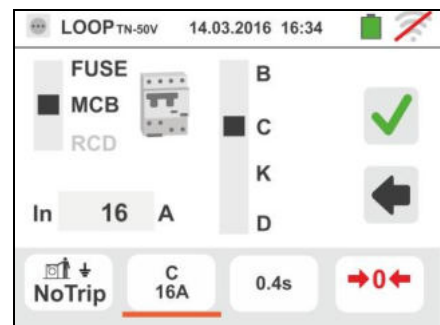 LOOP TN-50V 14.03.2016 16:34
FUSE
MCB
RCD
B
C
K
D
In 16 A
NoTrip
C
16A
0.4s
→0←